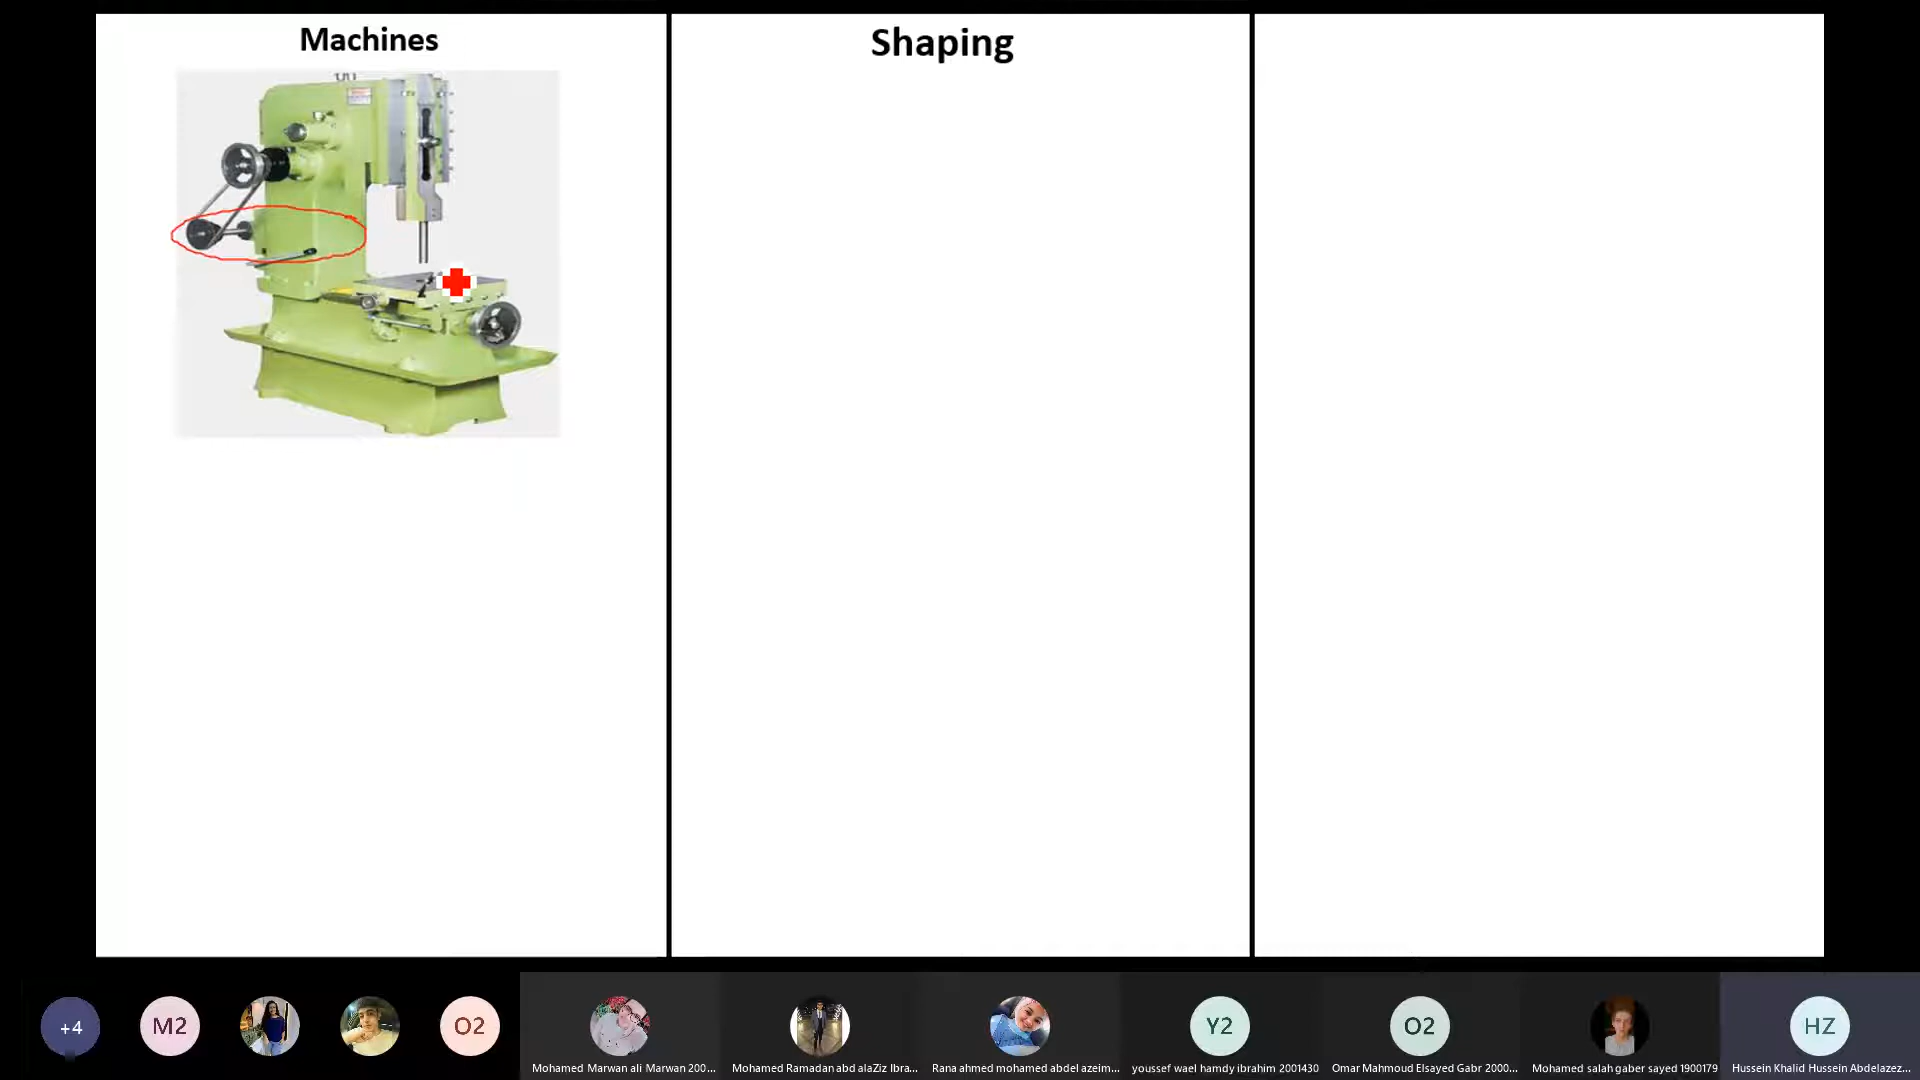 Machines
Shaping
+4
M2
O2
Mohamed Marwan ali Marwan 200...
Mohamed Ramadan abd alaZiz Ibra...
Rana ahmed mohamed abdel azeim...
Y2
youssef wael hamdy ibrahim 2001430
O2
Omar Mahmoud Elsayed Gabr 2000...
Mohamed salah gaber sayed 1900179
HZ
Hussein Khalid Hussein Abdelazez...